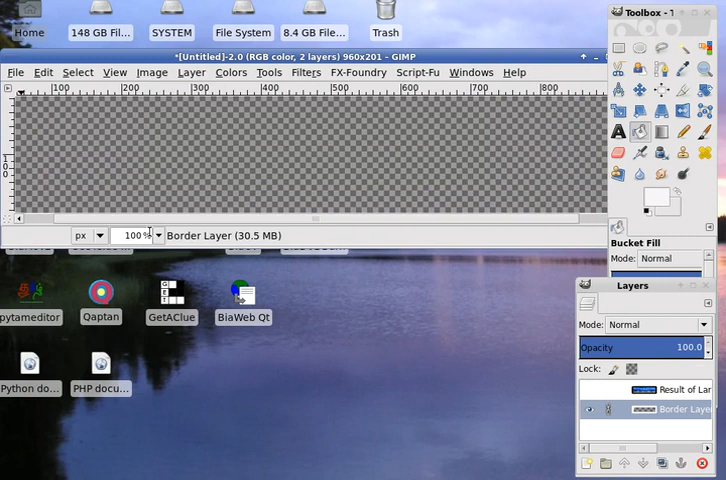 Home
148 GB Fil...
SYSTEM
File System
8.4 GB File...
Trash
Toolbox - T
*[Untitled]-2.0 (RGB color, 2 layers) 960x201 - GIMP
File Edit Select View Image Layer Colors Tools Filters FX-Foundry Script-Fu Windows Help
100 200 300 400 500 600 700 800
100
px 100% Border Layer (30.5 MB)
Bucket Fill
Mode: Normal
Layers
Mode: Normal
Opacity 100.0
Lock:
Result of Lar
Border Layer
pytameditor
Qaptan
GET
GetAClue
BiaWeb Qt
Python do...
PHP docu...